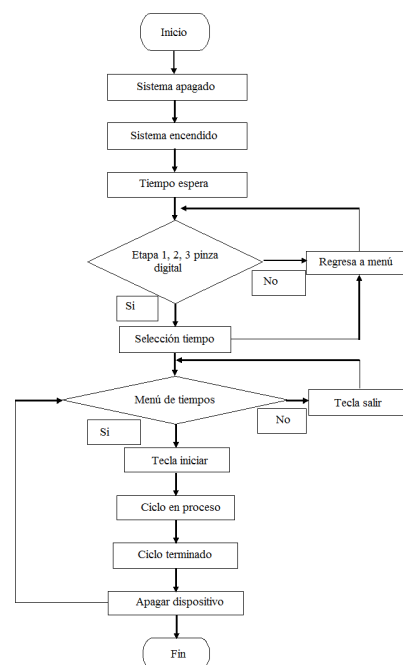 Inicio
Sistema apagado
Sistema encendido
Tiempo espera
Etapa 1, 2, 3 pinza
digital
Regresa a menú
No
Si
Selección tiempo
Menú de tiempos
Tecla salir
No
Si
Tecla iniciar
Ciclo en proceso
Ciclo terminado
Apagar dispositivo
Fin